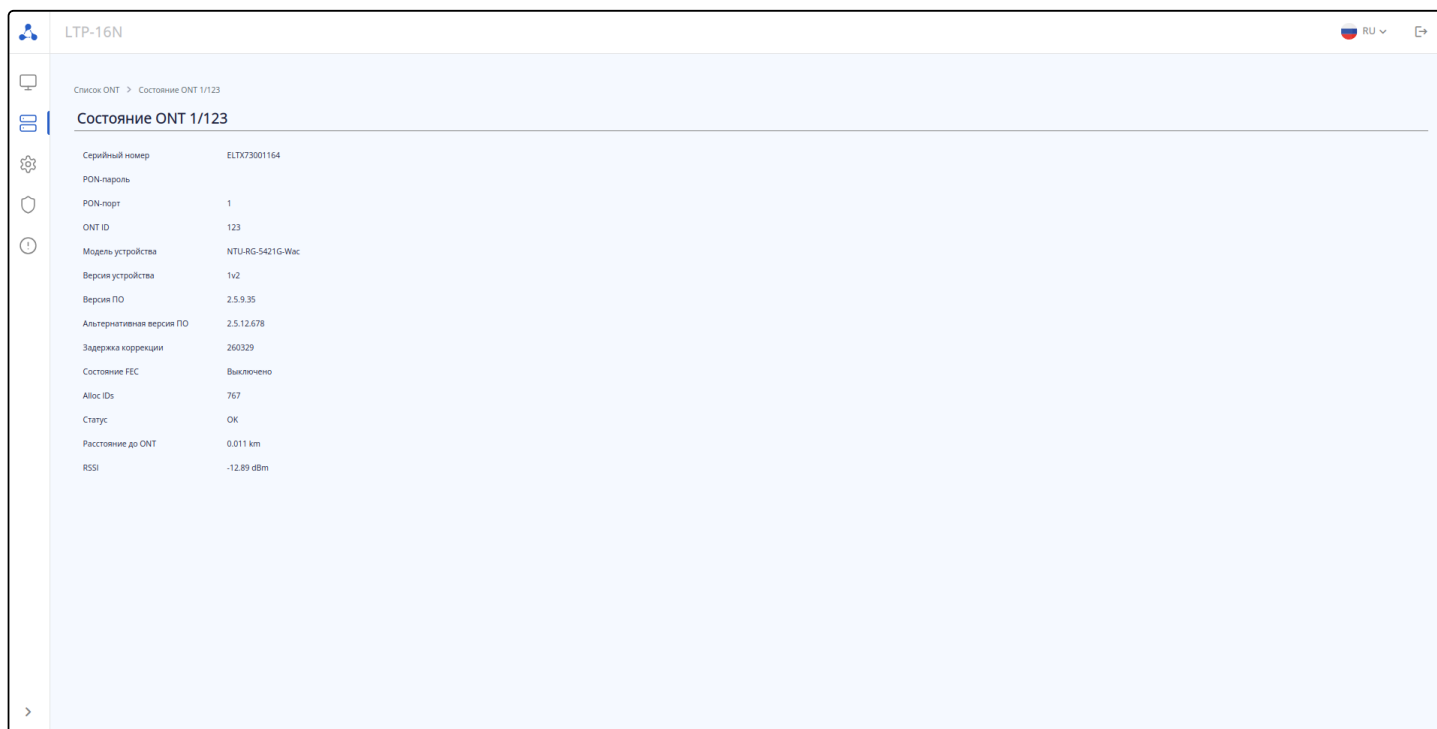 LTP-16N
RU
Список ONT > Состояние ONT 1/123
Состояние ONT 1/123
Серийный номер ELTX73001164
PON-пароль
PON-порт 1
ONT ID 123
Модель устройства NTU-RG-5421G-Wac
Версия устройства 1v2
Версия ПО 2.5.9.35
Альтернативная версия ПО 2.5.12.678
Задержка коррекции 260329
Состояние FEC Выключено
Alloc IDs 767
Статус OK
Расстояние до ONT 0.011 km
RSSI -12.89 dBm